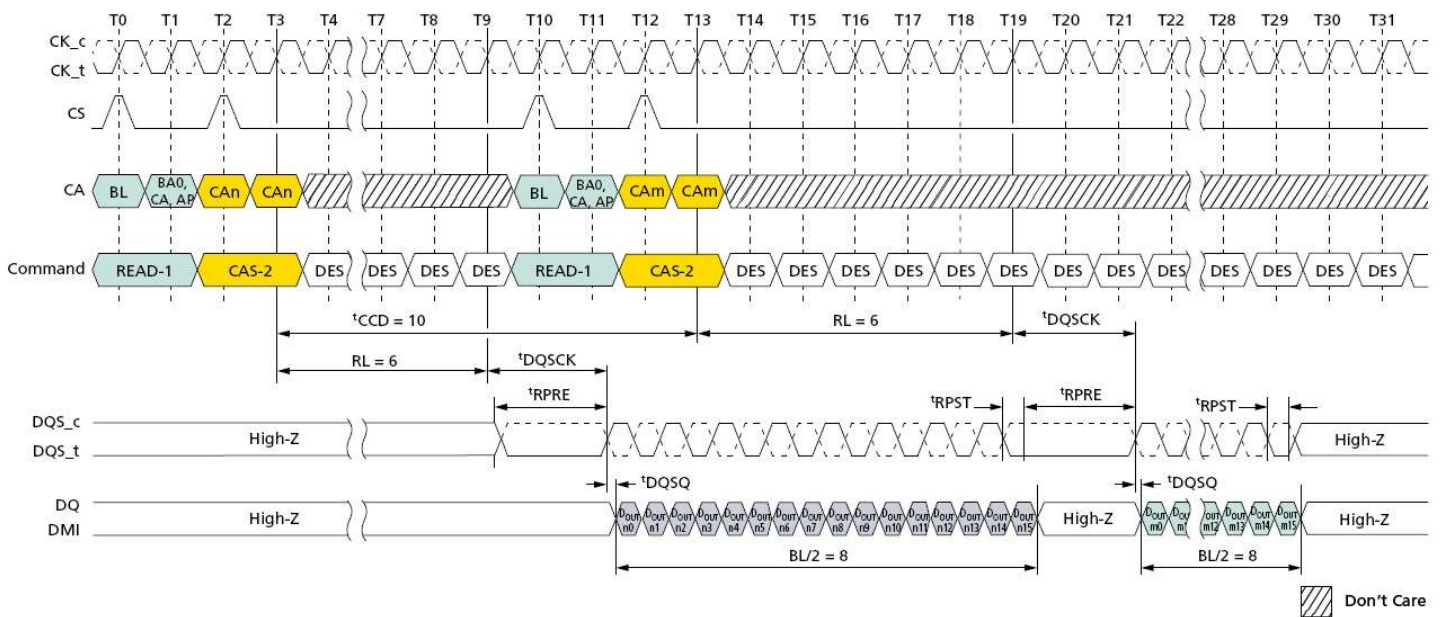 T0 T1 T2 T3 T4 T7 T8 T9 T10 T11 T12 T13 T14 T15 T16 T17 T18 T19 T20 T21 T22 T28 T29 T30 T31
CK_c
CK_t
CS
CA BL BA0, CA, AP CAn CAn BL BA0, CA, AP CAm CAm
Command READ-1 CAS-2 DES DES DES DES READ-1 CAS-2 DES DES DES DES DES DES DES DES DES DES DES DES DES
tCCD = 10 RL = 6 tDQSCK
RL = 6 tDQSCK
tRPRE tRPST tRPRE tRPST
DQS_c
DQS_t High-Z High-Z
tDQSQ tDQSQ
DQ
DMI High-Z DOUT n0 DOUT n1 DOUT n2 DOUT n3 DOUT n4 DOUT n5 DOUT n6 DOUT n7 DOUT n8 DOUT n9 DOUT n10 DOUT n11 DOUT n12 DOUT n13 DOUT n14 DOUT n15 High-Z DOUT m0 DOUT m12 DOUT m13 DOUT m14 DOUT m15 High-Z
BL/2 = 8 BL/2 = 8
Don't Care